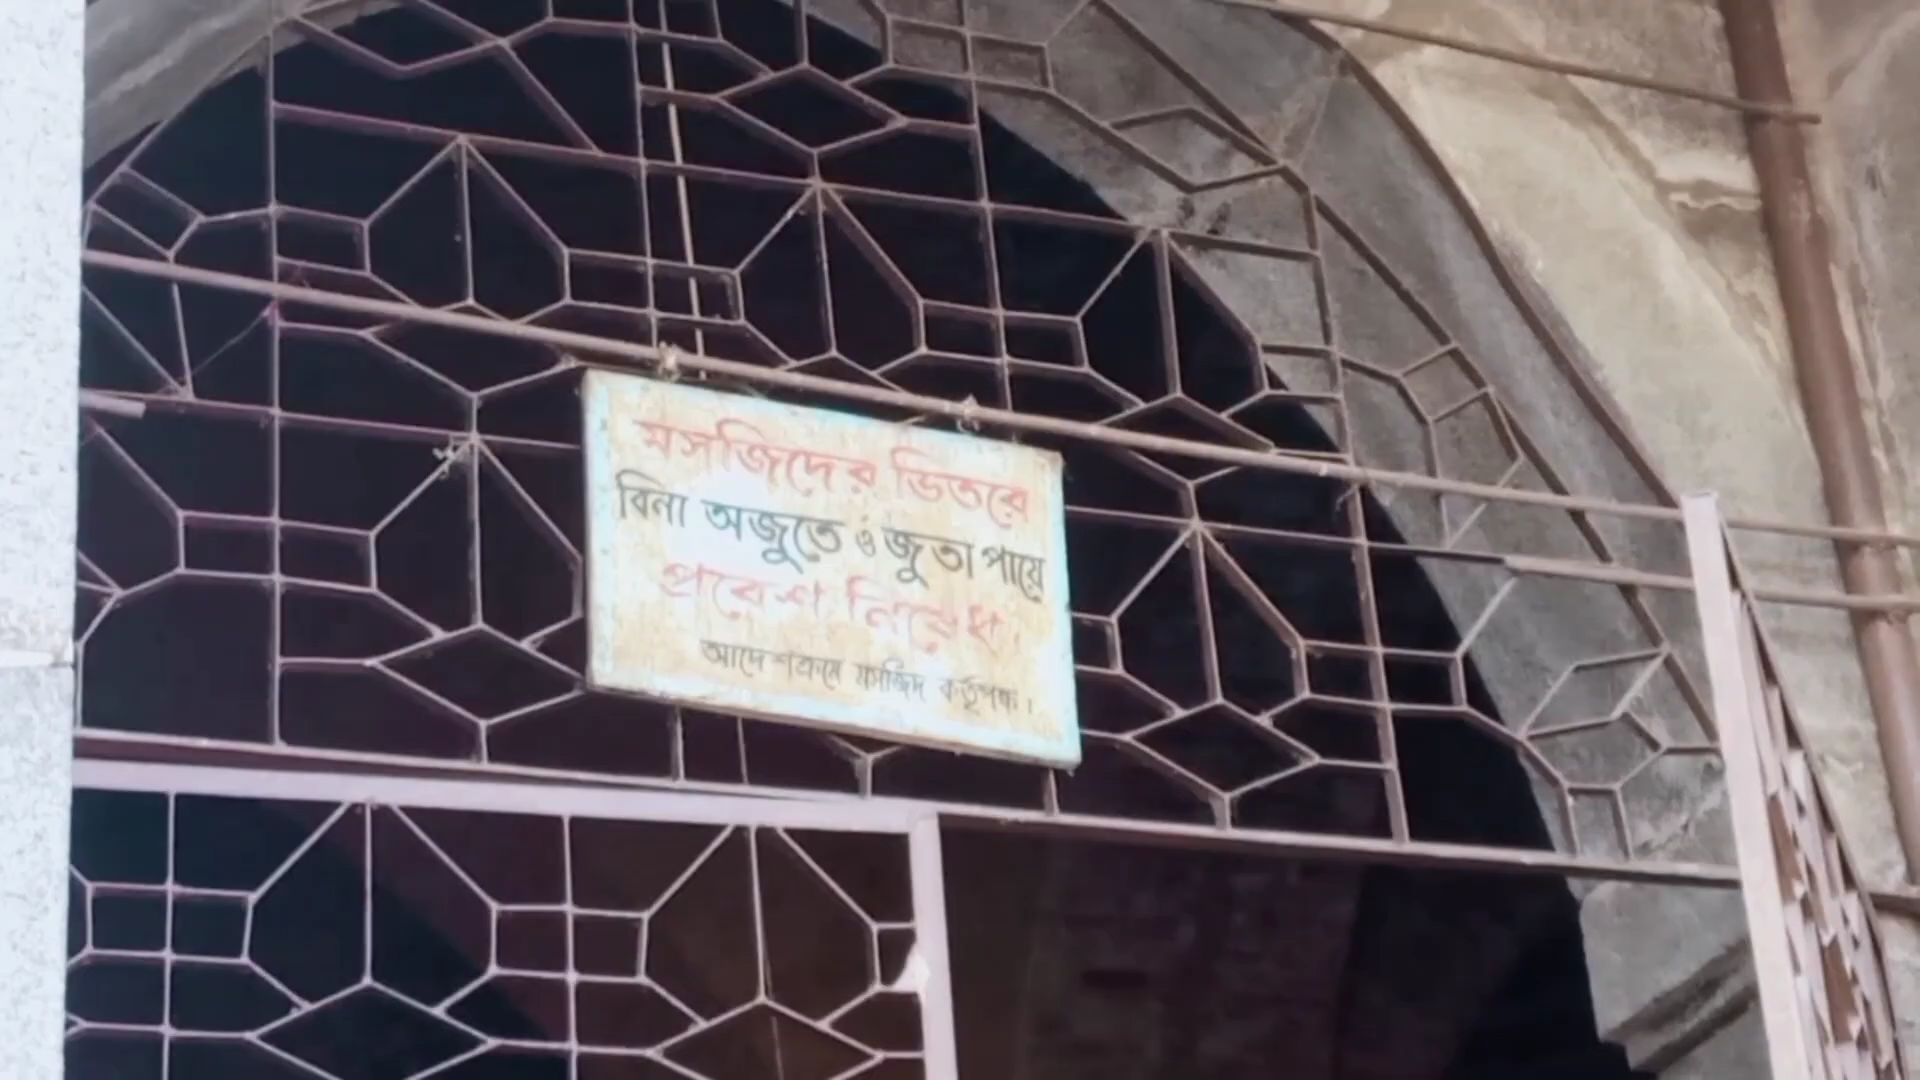 মসজিদের ভিতরে
বিনা অজুতে ও জুতা পায়ে
প্রবেশ নিষেধ।
আদেশক্রমে মসজিদ কর্তৃপক্ষ।